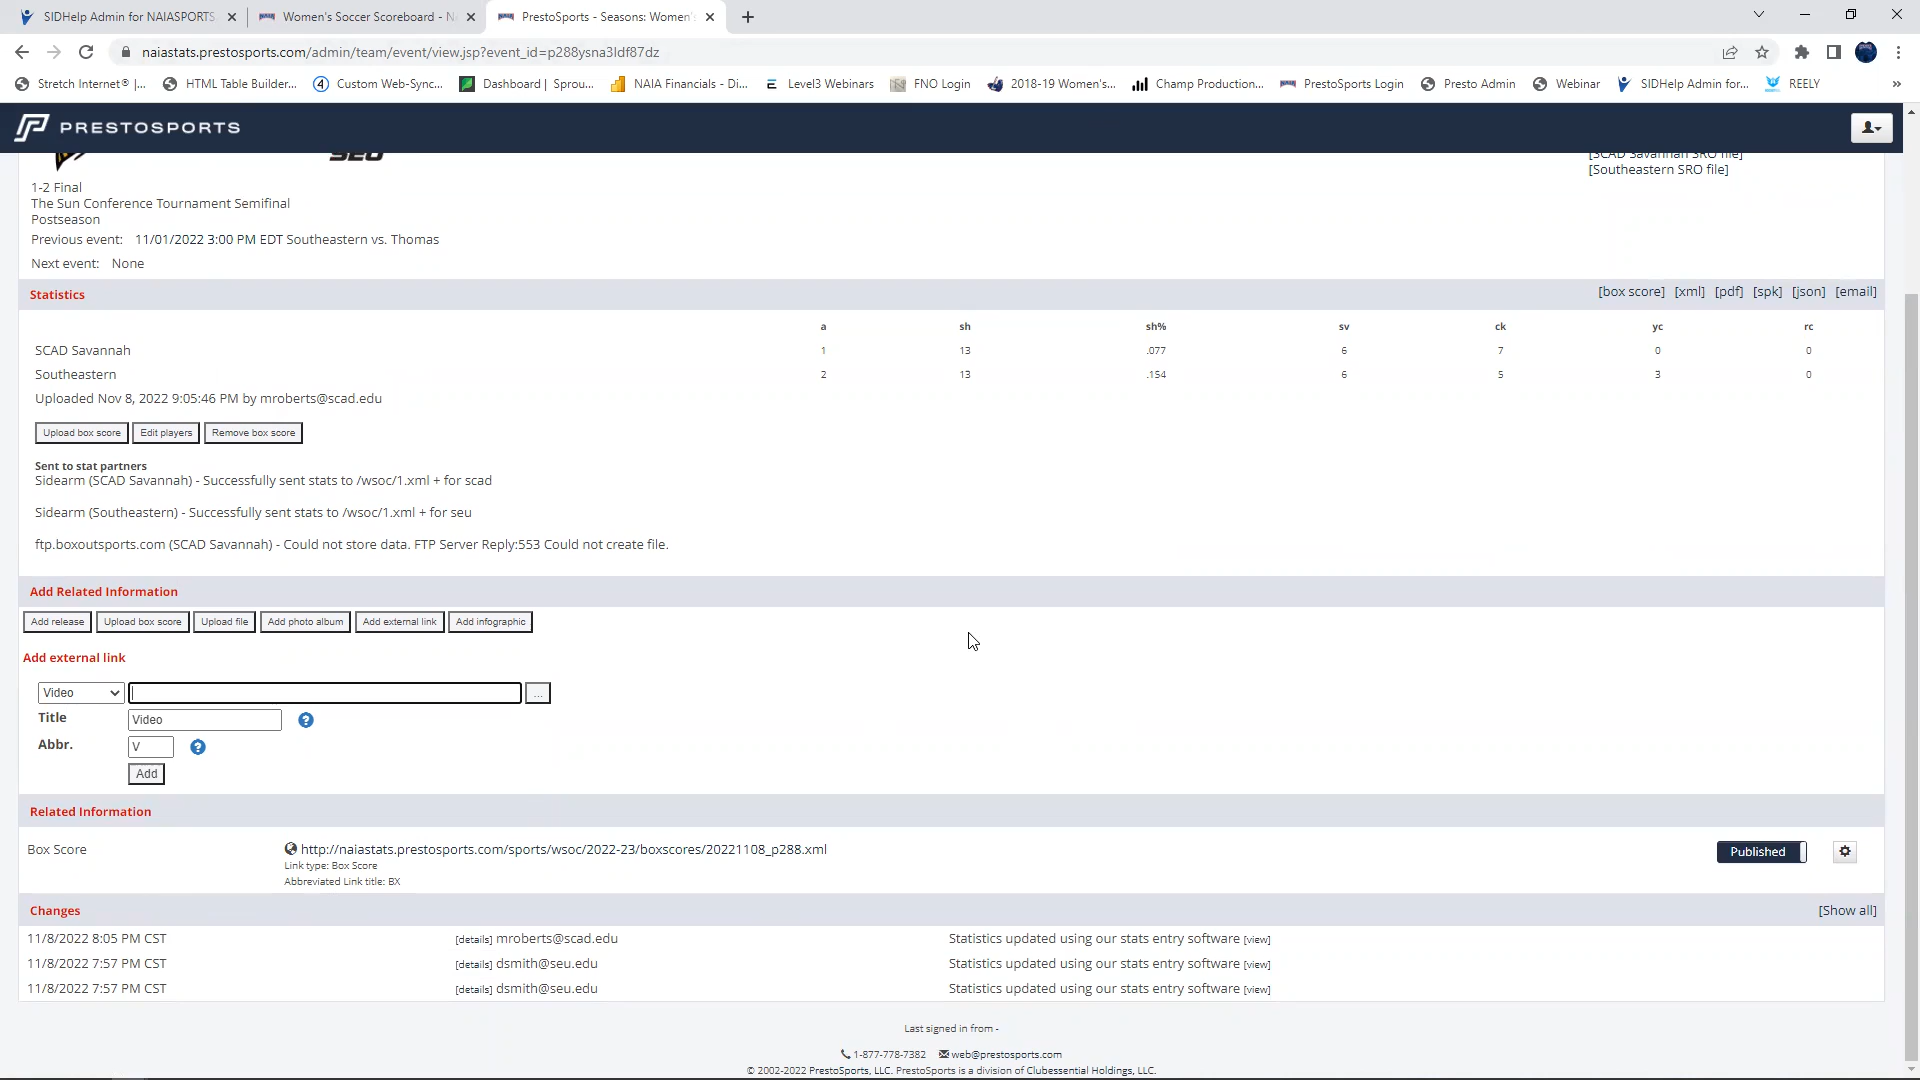 SIDHelp Admin for NAIASPORTS
Women's Soccer Scoreboard - N
PrestoSports - Seasons: Women'
naiastats.prestosports.com/admin/team/event/view.jsp?event_id=p288ysna3ldf87dz
Stretch Internet® |...
HTML Table Builder...
Custom Web-Sync...
Dashboard | Sprou...
NAIA Financials - Di...
Level3 Webinars
FNO Login
2018-19 Women's...
Champ Production...
PrestoSports Login
Presto Admin
Webinar
SIDHelp Admin for...
REELY
»
PRESTOSPORTS
SEU
[SCAD Savannah SRO file]
[Southeastern SRO file]
1-2 Final
The Sun Conference Tournament Semifinal
Postseason
Previous event: 11/01/2022 3:00 PM EDT Southeastern vs. Thomas
Next event: None
Statistics [box score] [xml] [pdf] [spk] [json] [email]
a sh sh% sv ck yc rc
SCAD Savannah 1 13 .077 6 7 0 0
Southeastern 2 13 .154 6 5 3 0
Uploaded Nov 8, 2022 9:05:46 PM by mroberts@scad.edu
Upload box score Edit players Remove box score
Sent to stat partners
Sidearm (SCAD Savannah) - Successfully sent stats to /wsoc/1.xml + for scad
Sidearm (Southeastern) - Successfully sent stats to /wsoc/1.xml + for seu
ftp.boxoutsports.com (SCAD Savannah) - Could not store data. FTP Server Reply:553 Could not create file.
Add Related Information
Add release Upload box score Upload file Add photo album Add external link Add infographic
Add external link
Video ...
Title Video ?
Abbr. V ?
Add
Related Information
Box Score http://naiastats.prestosports.com/sports/wsoc/2022-23/boxscores/20221108_p288.xml Published
Link type: Box Score
Abbreviated Link title: BX
Changes [Show all]
11/8/2022 8:05 PM CST [details] mroberts@scad.edu Statistics updated using our stats entry software [view]
11/8/2022 7:57 PM CST [details] dsmith@seu.edu Statistics updated using our stats entry software [view]
11/8/2022 7:57 PM CST [details] dsmith@seu.edu Statistics updated using our stats entry software [view]
Last signed in from -
1-877-778-7382 web@prestosports.com
© 2002-2022 PrestoSports, LLC. PrestoSports is a division of Clubessential Holdings, LLC.